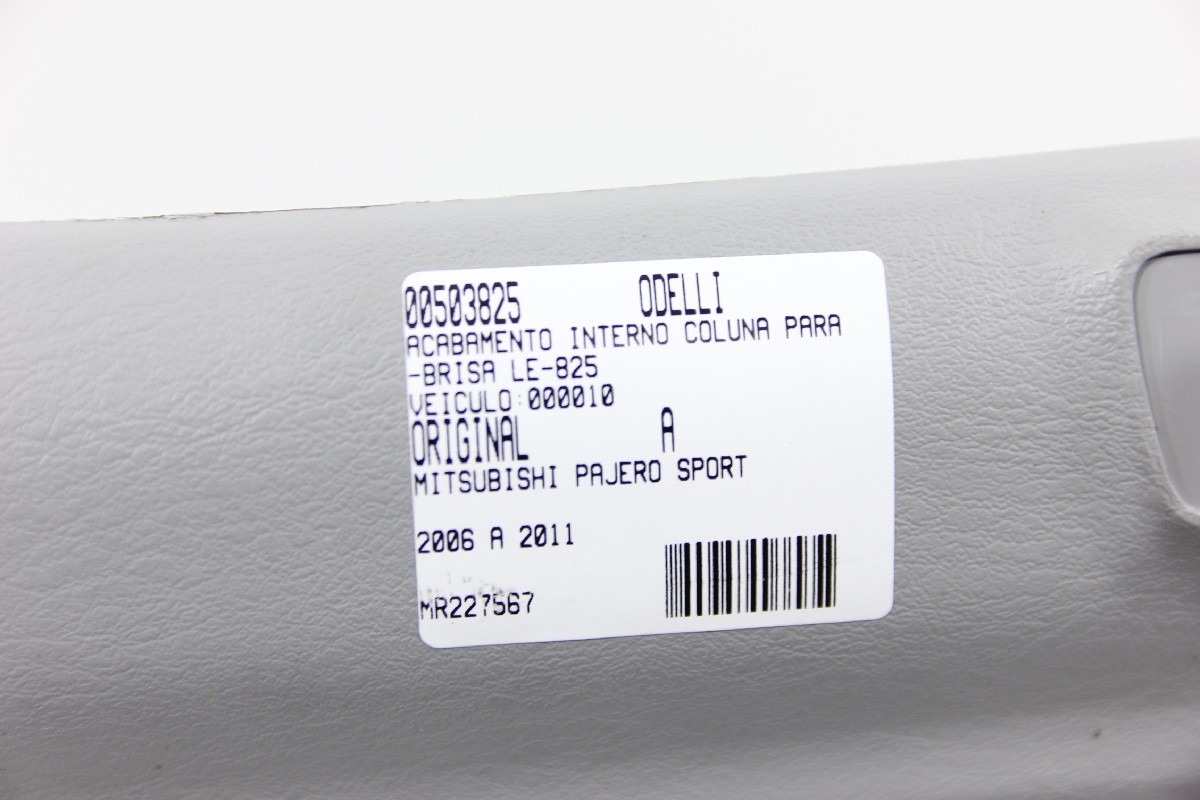 00503825 ODELLI
ACABAMENTO INTERNO COLUNA PARA
-BRISA LE-825
VEICULO:000010
ORIGINAL A
MITSUBISHI PAJERO SPORT
2006 A 2011
MR227567